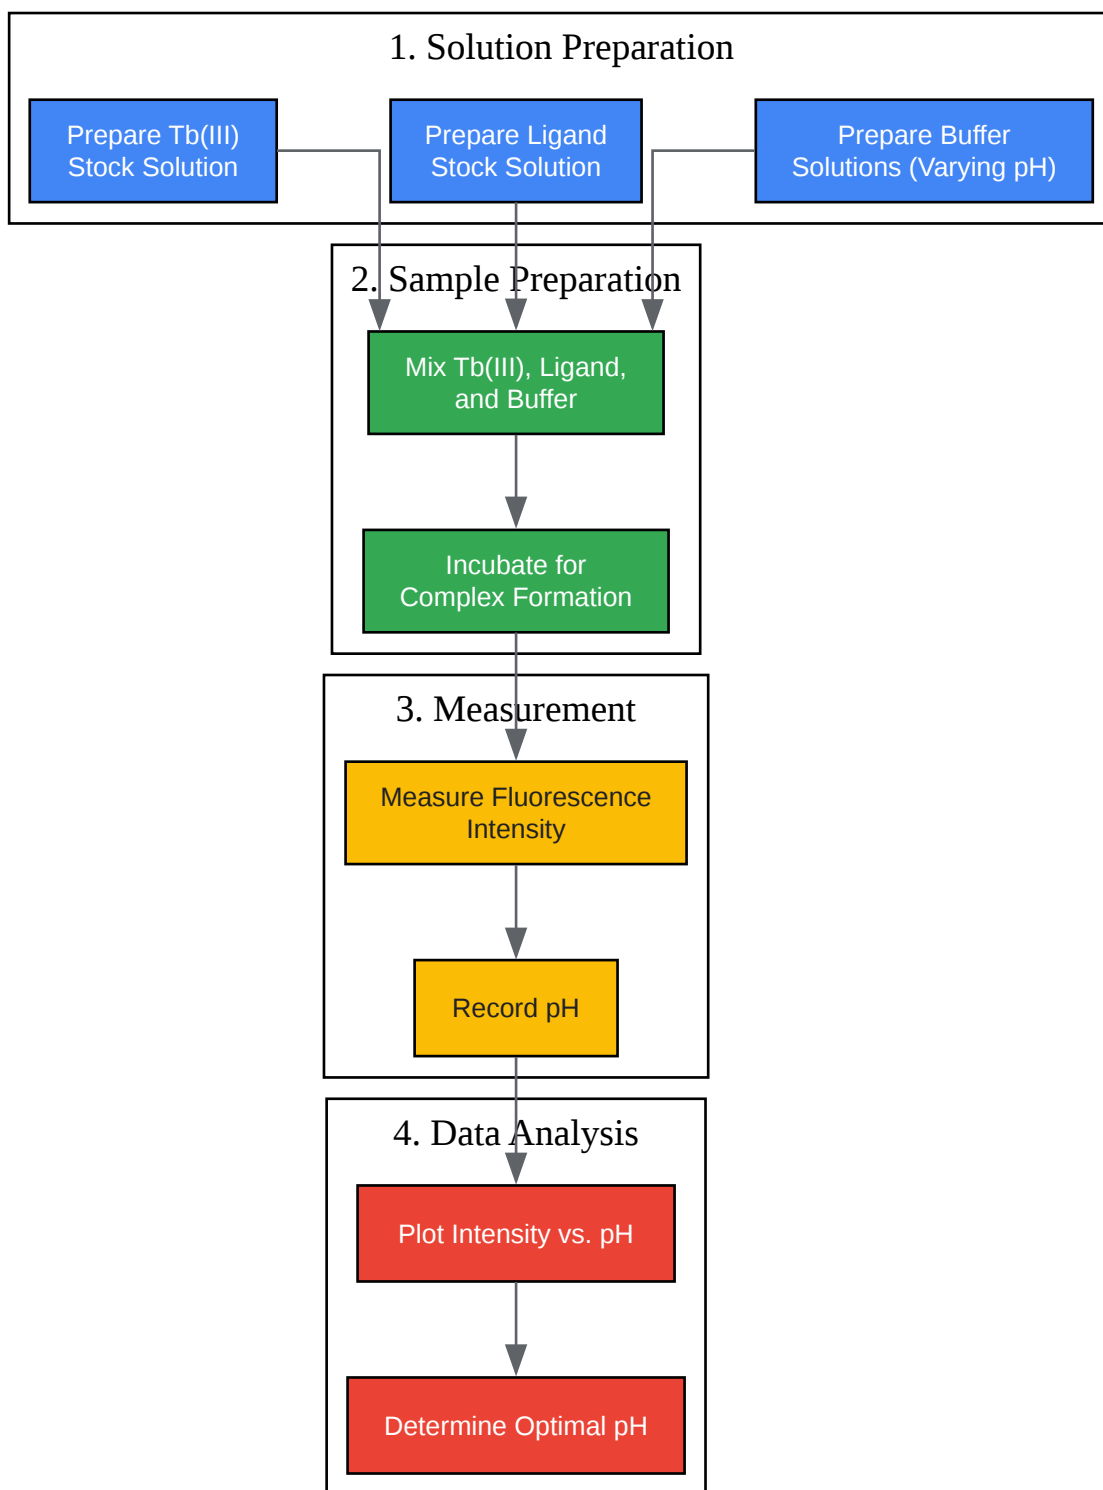 1. Solution Preparation
Prepare Tb(III)
Stock Solution
Prepare Ligand
Stock Solution
Prepare Buffer
Solutions (Varying pH)
2. Sample Preparation
Mix Tb(III), Ligand,
and Buffer
Incubate for
Complex Formation
3. Measurement
Measure Fluorescence
Intensity
Record pH
4. Data Analysis
Plot Intensity vs. pH
Determine Optimal pH